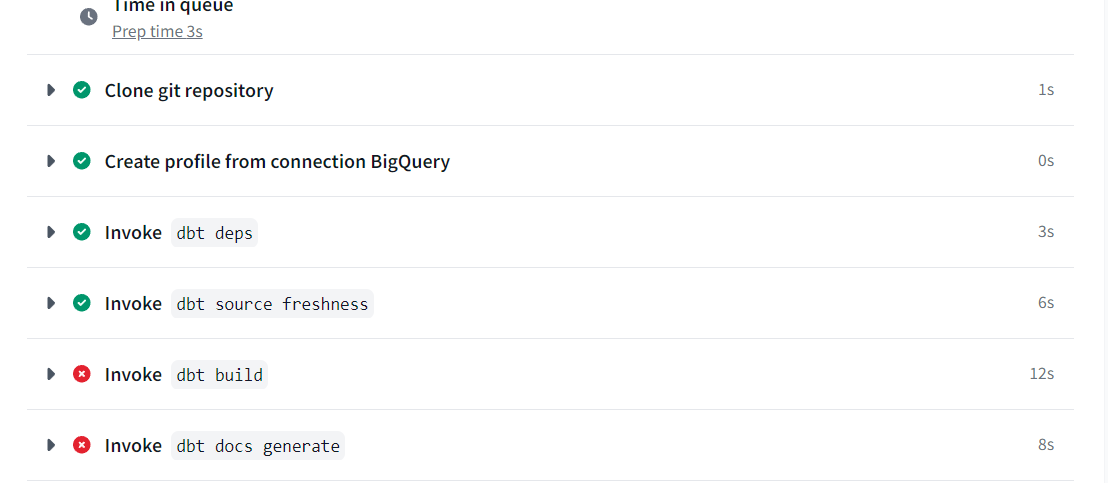 Time in queue
Prep time 3s
Clone git repository 1s
Create profile from connection BigQuery 0s
Invoke dbt deps 3s
Invoke dbt source freshness 6s
Invoke dbt build 12s
Invoke dbt docs generate 8s